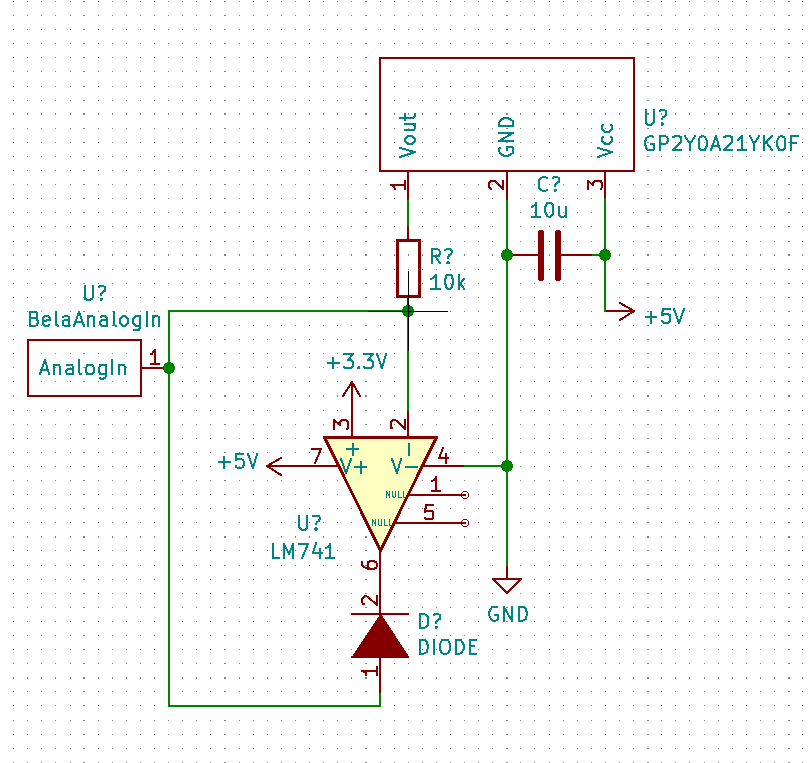 Vout
GND
Vcc
U?
GP2Y0A21YK0F
1
2
3
C?
10u
R?
10k
U?
BelaAnalogIn
AnalogIn
1
+5V
+3.3V
3
2
+
-
+5V
7
V+
V-
4
NULL
1
NULL
5
U?
LM741
6
2
GND
D?
DIODE
1